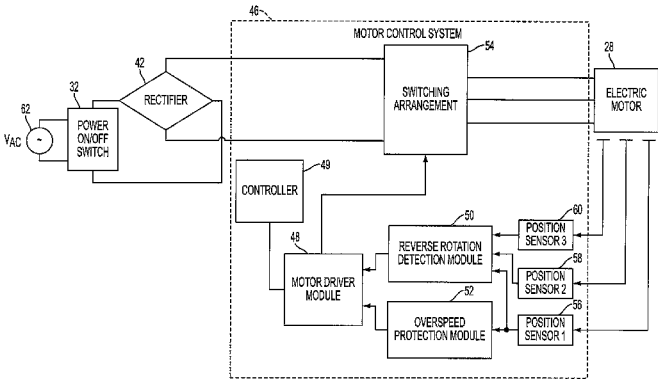 46
MOTOR CONTROL SYSTEM
54
SWITCHING
ARRANGEMENT
28
ELECTRIC
MOTOR
42
RECTIFIER
32
POWER
ON/OFF
SWITCH
62
VAC
~
49
CONTROLLER
48
MOTOR DRIVER
MODULE
50
REVERSE ROTATION
DETECTION MODULE
52
OVERSPEED
PROTECTION MODULE
60
POSITION
SENSOR 3
58
POSITION
SENSOR 2
56
POSITION
SENSOR 1